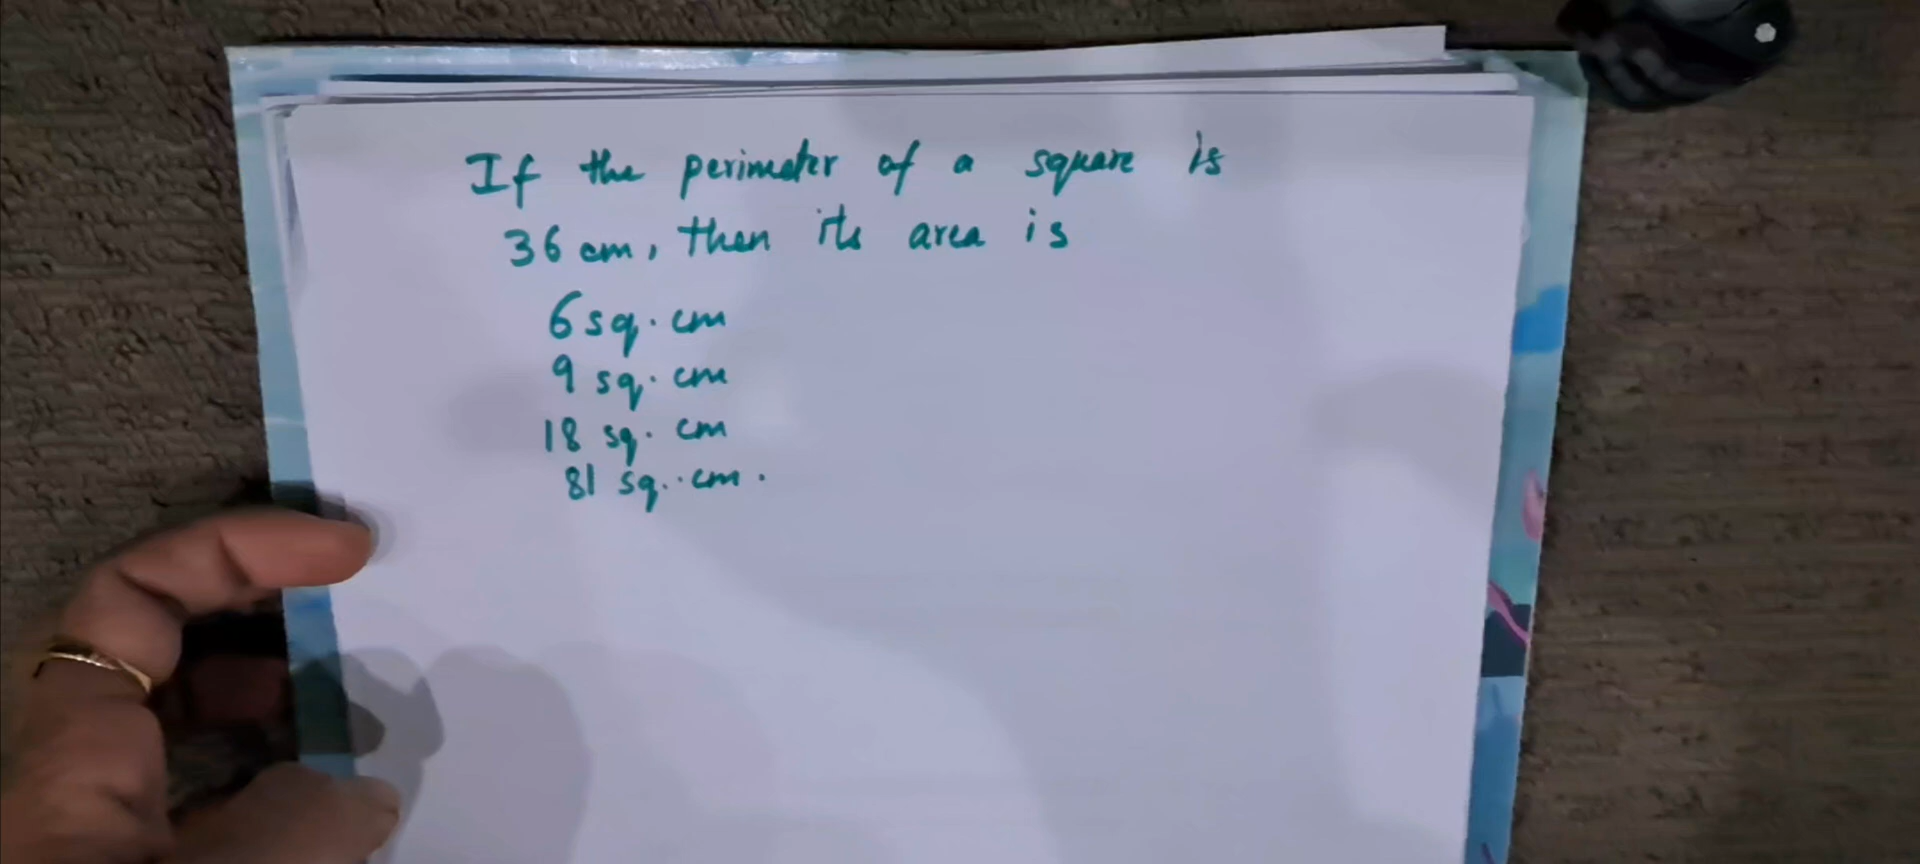 If the perimeter of a square is
36 cm, then its area is
6 sq. cm
9 sq. cm
18 sq. cm
81 sq. cm.